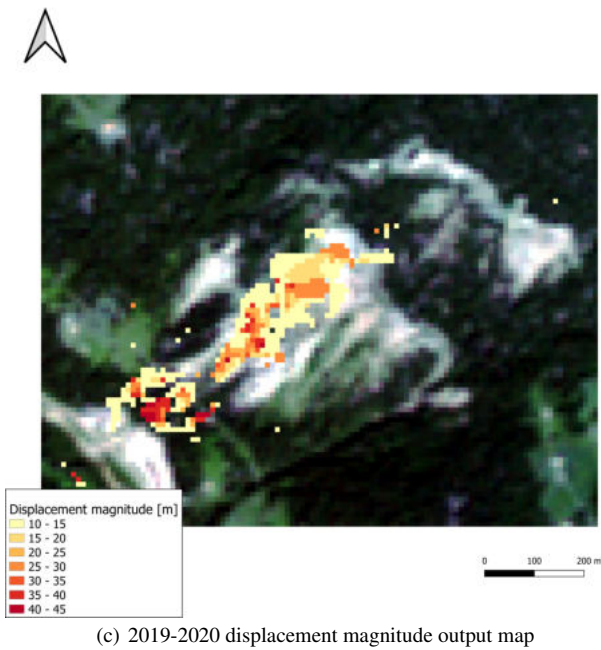 Displacement magnitude [m]
10 - 15
15 - 20
20 - 25
25 - 30
30 - 35
35 - 40
40 - 45
0 100 200 m
(c) 2019-2020 displacement magnitude output map